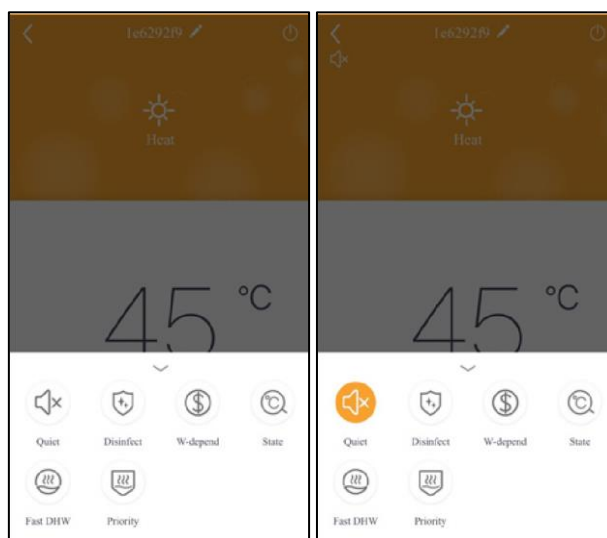 1e6292f9
Heat
45 °C
Quiet
Disinfect
W-depend
State
Fast DHW
Priority
1e6292f9
Heat
45 °C
Quiet
Disinfect
W-depend
State
Fast DHW
Priority